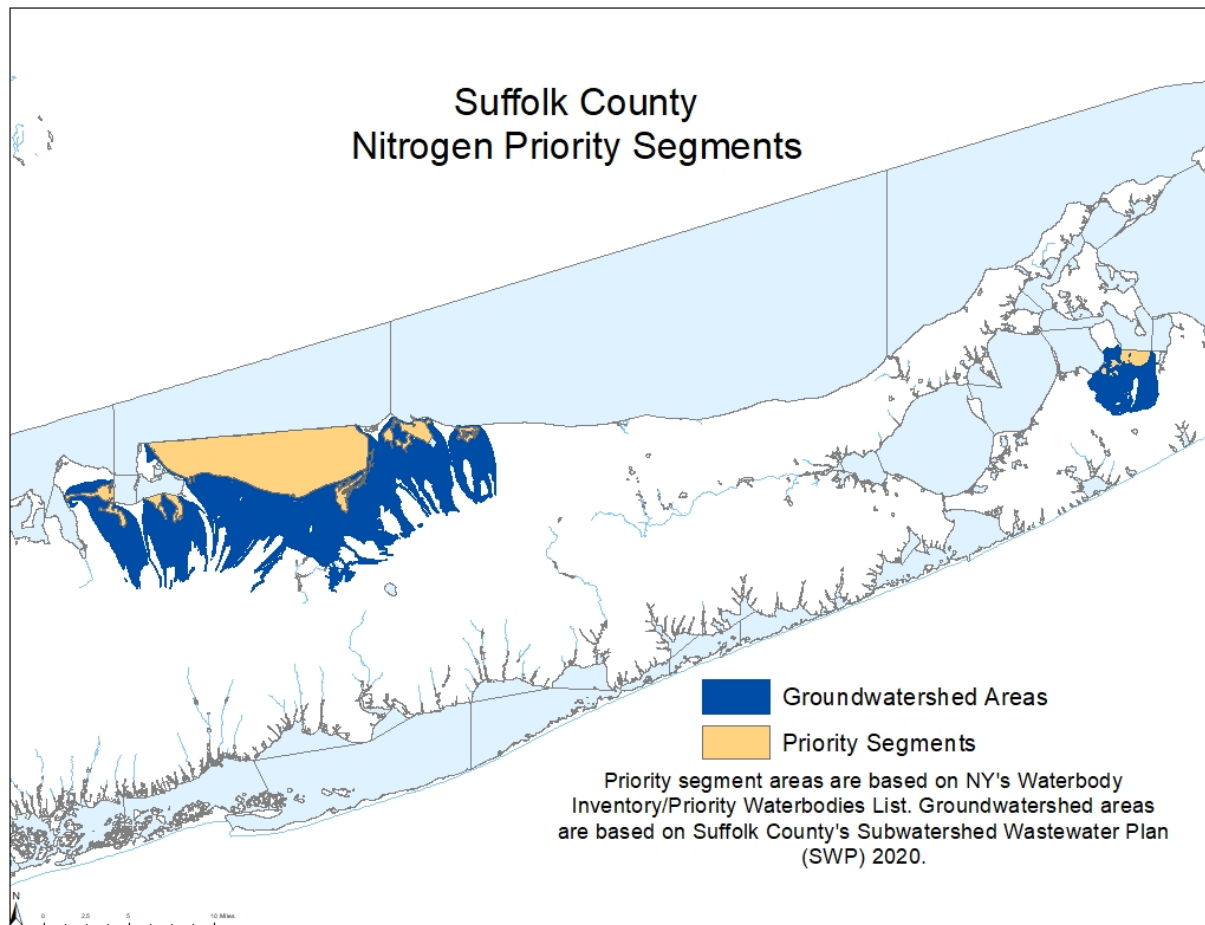 Suffolk County
Nitrogen Priority Segments
Groundwatershed Areas
Priority Segments
Priority segment areas are based on NY's Waterbody
Inventory/Priority Waterbodies List. Groundwatershed areas
are based on Suffolk County's Subwatershed Wastewater Plan
(SWP) 2020.
N
0 2.5 5 10 Miles